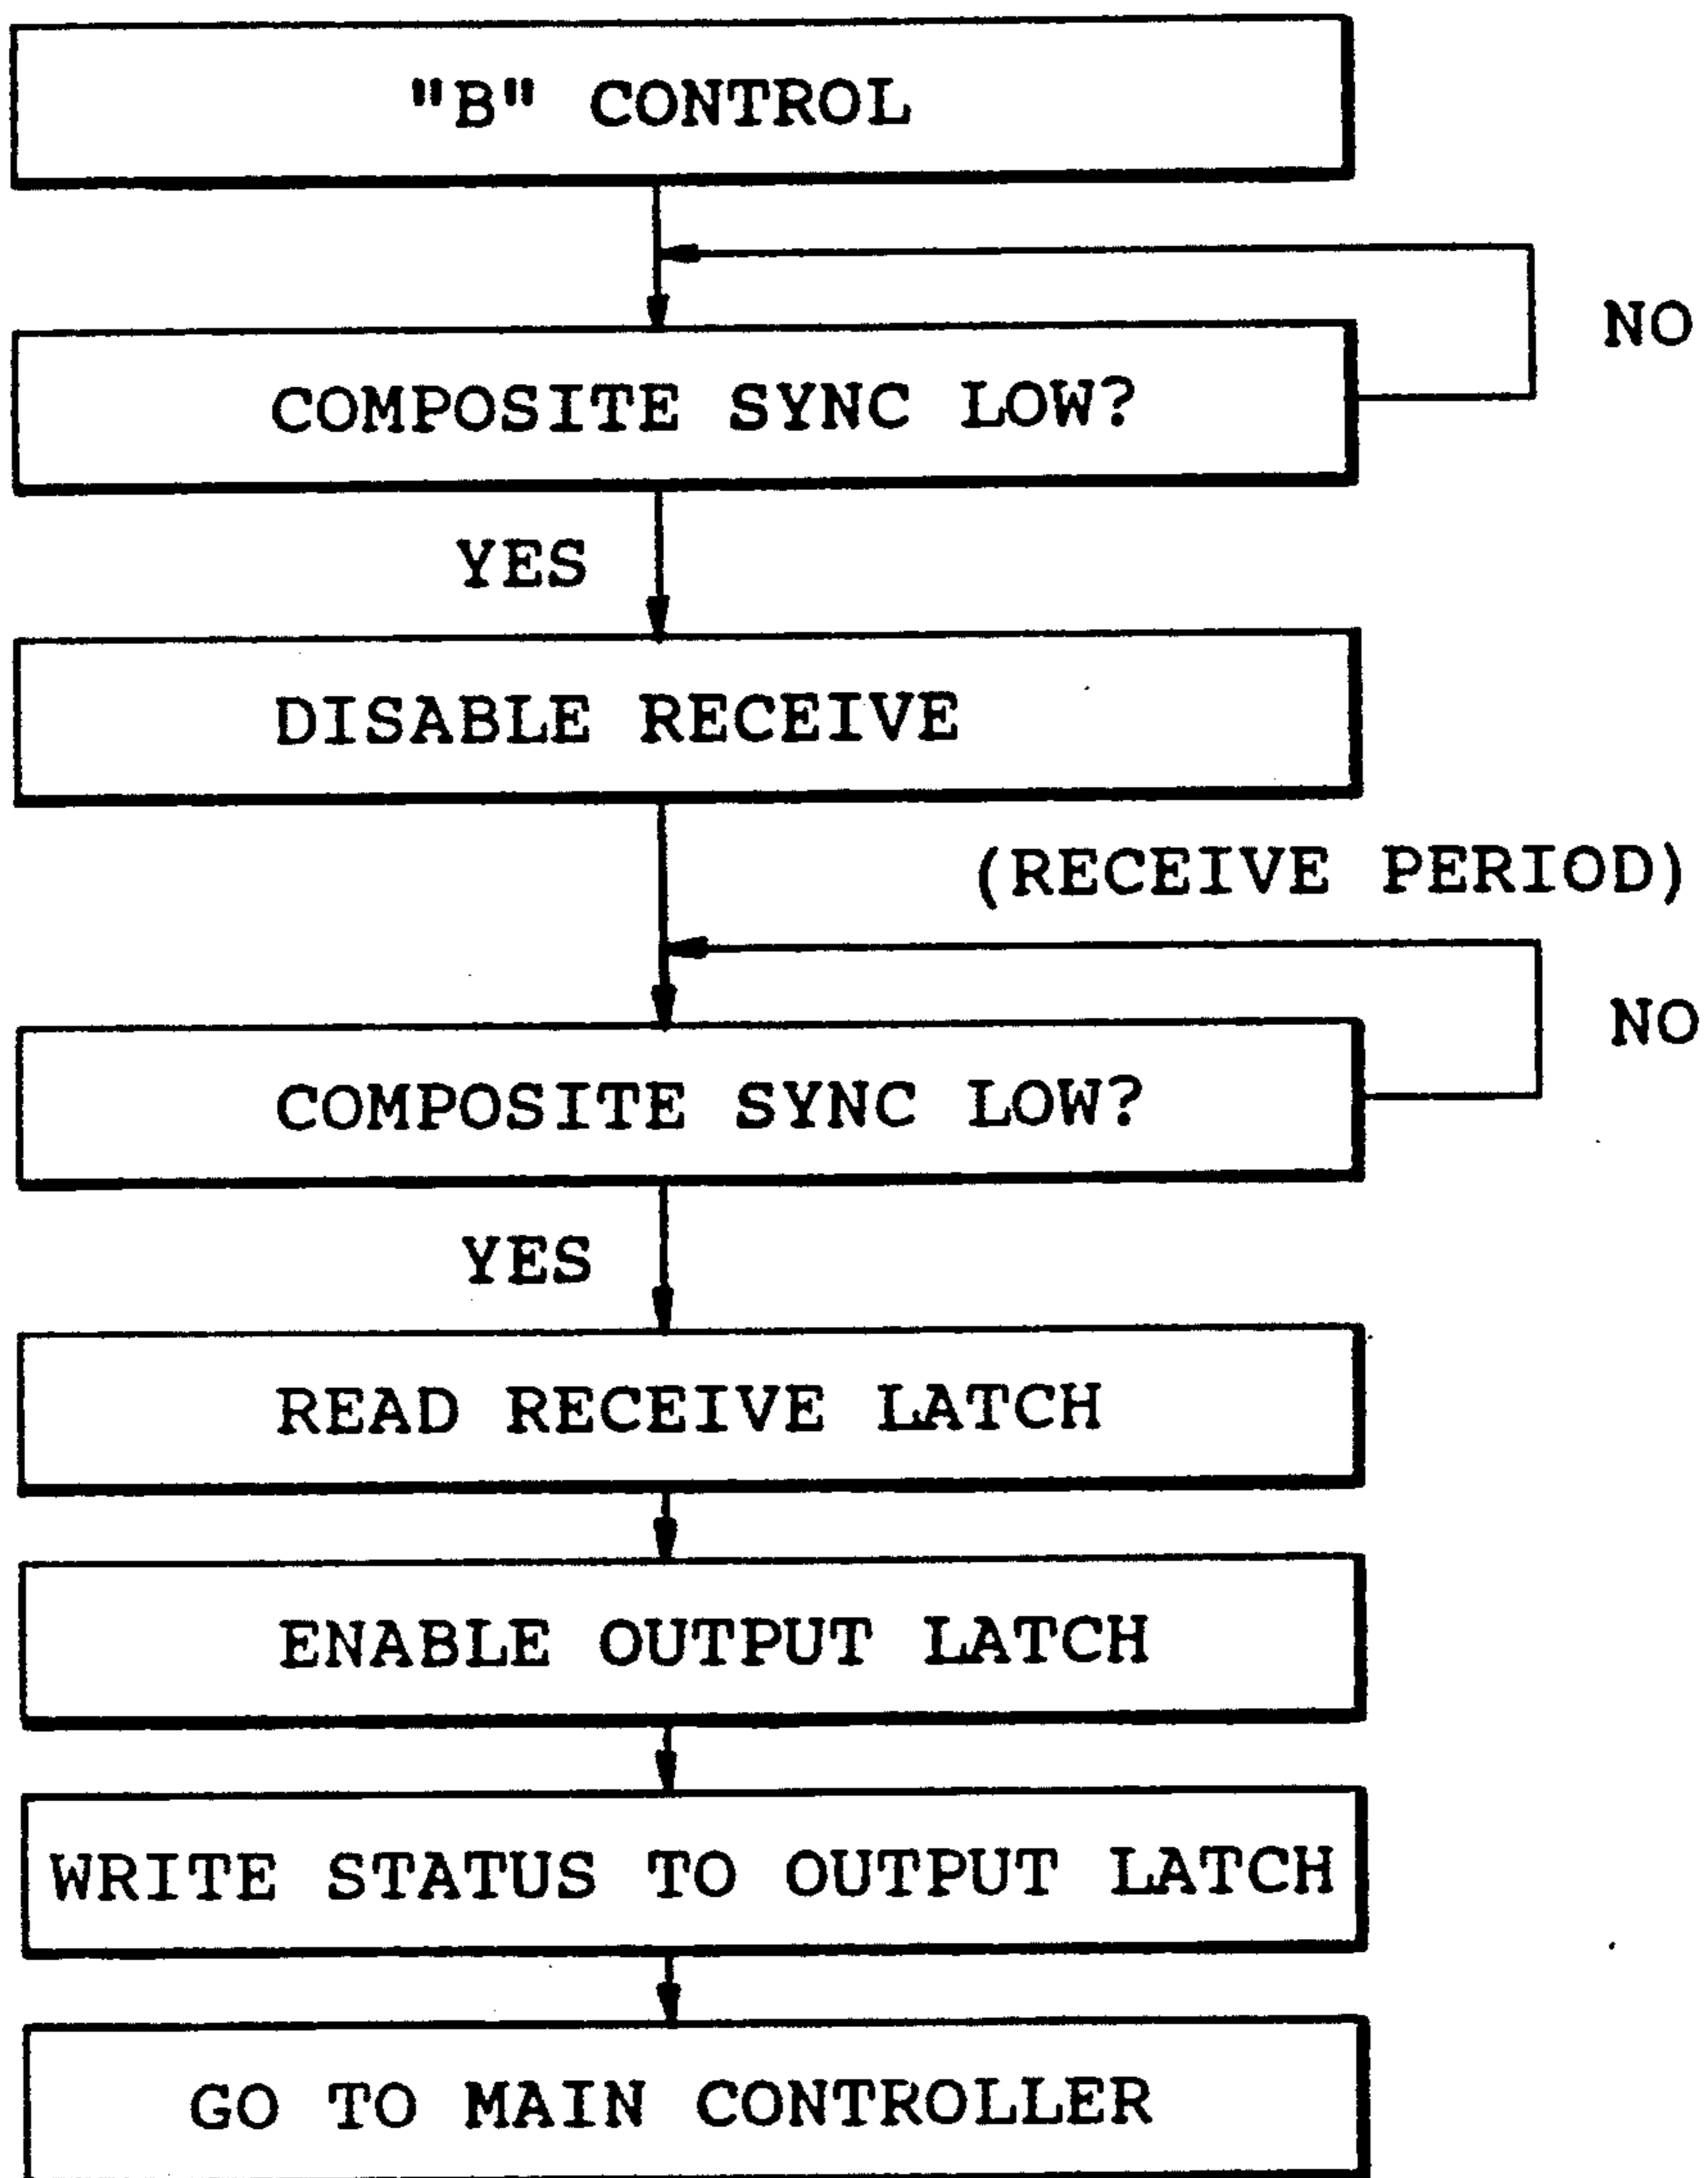 "B" CONTROL
NO
COMPOSITE SYNC LOW?
YES
DISABLE RECEIVE
(RECEIVE PERIOD)
NO
COMPOSITE SYNC LOW?
YES
READ RECEIVE LATCH
ENABLE OUTPUT LATCH
WRITE STATUS TO OUTPUT LATCH
GO TO MAIN CONTROLLER